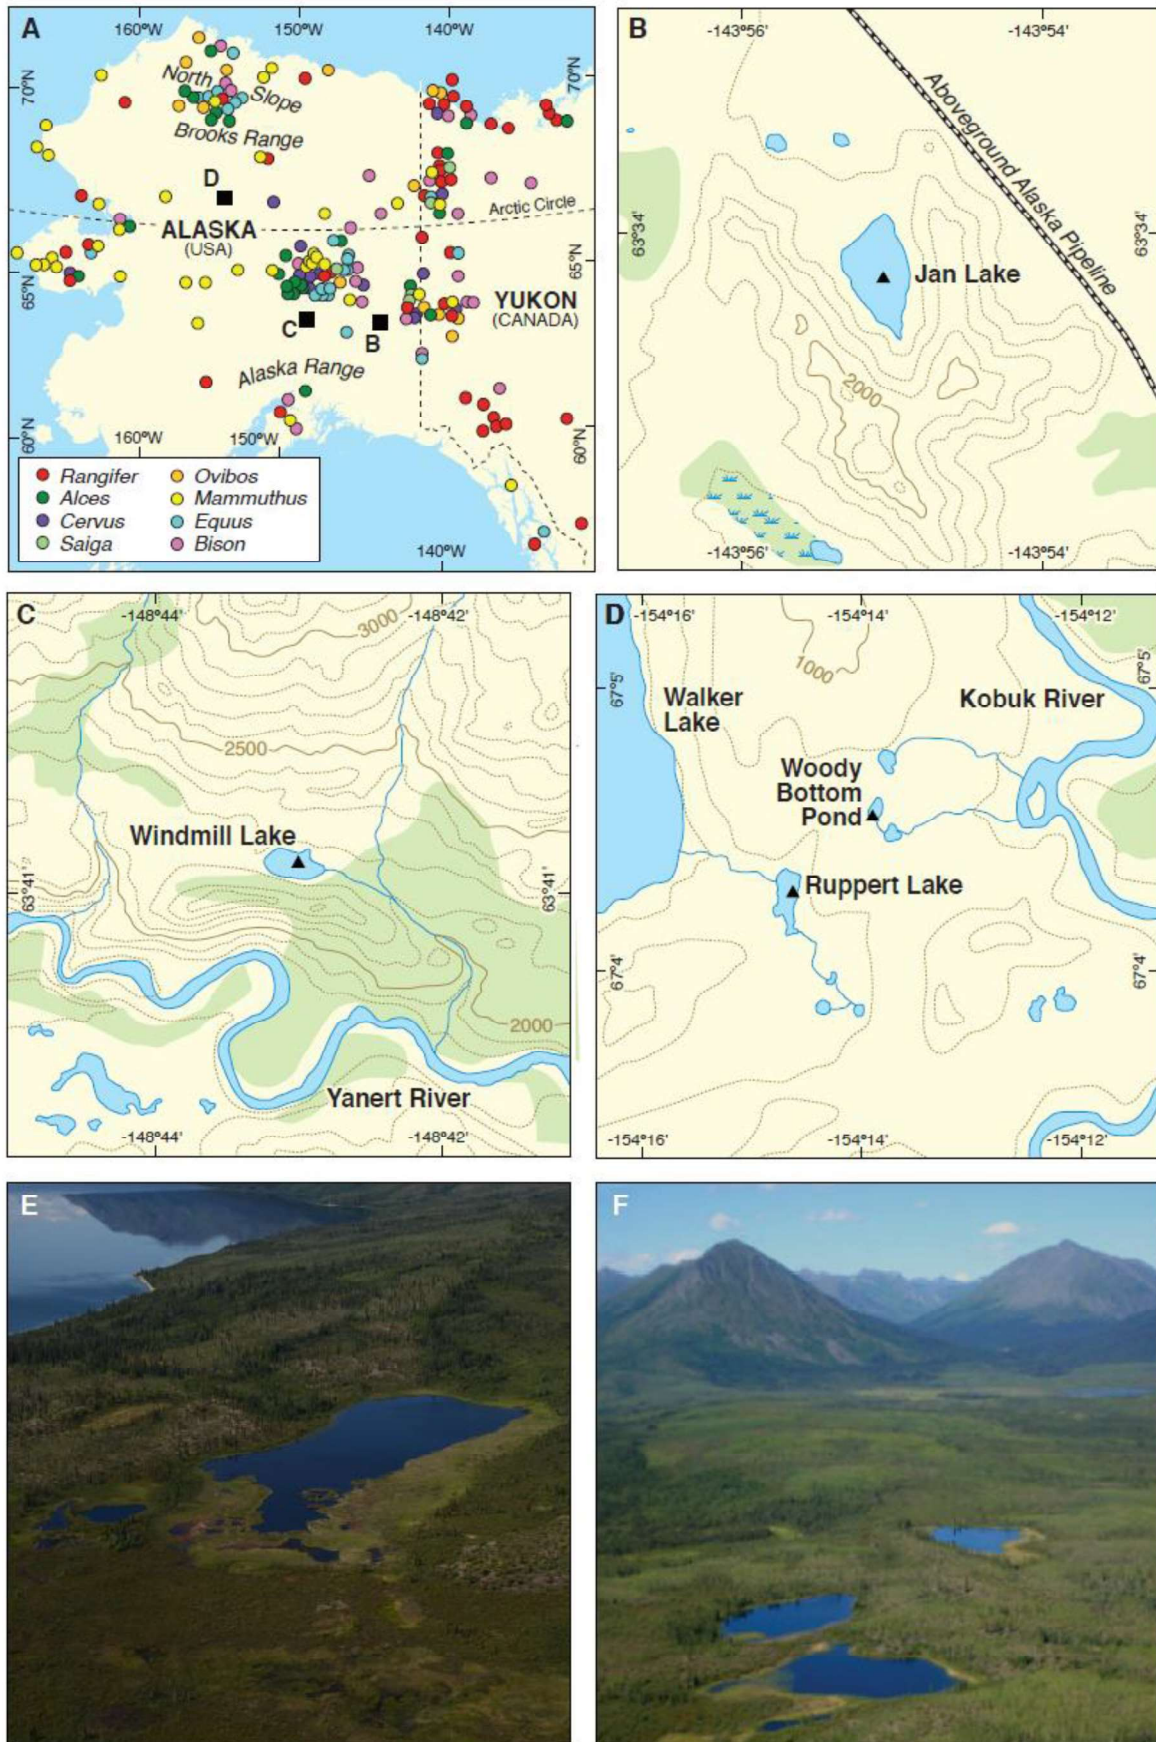 A
160°W
150°W
140°W
70°N
70°N
North
Slope
Brooks Range
D
Arctic Circle
ALASKA
(USA)
65°N
65°N
YUKON
(CANADA)
C
B
Alaska Range
60°N
160°W
150°W
60°N
Rangifer
Ovibos
Alces
Mammuthus
Cervus
Equus
Saiga
Bison
140°W
B
-143°56'
-143°54'
Aboveground Alaska Pipeline
63°34'
63°34'
Jan Lake
2000
-143°56'
-143°54'
C
-148°44'
3000
-148°42'
2500
Windmill Lake
63°41'
63°41'
2000
Yanert River
-148°44'
-148°42'
D
-154°16'
-154°14'
-154°12'
1000
67°5'
67°5'
Walker
Lake
Kobuk River
Woody
Bottom
Pond
Ruppert Lake
67°4'
67°4'
-154°16'
-154°14'
-154°12'
E
F